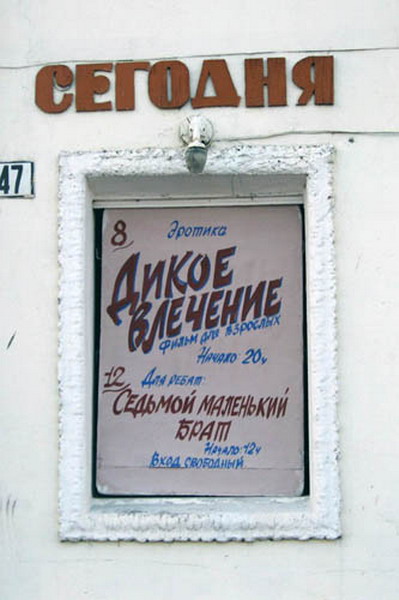 СЕГОДНЯ
47
8 Эротика
ДИКОЕ
ВЛЕЧЕНИЕ
фильм для взрослых
Начало: 20ч
12 Для ребят:
СЕДЬМОЙ МАЛЕНЬКИЙ
БРАТ
Начало: 12ч
Вход свободный